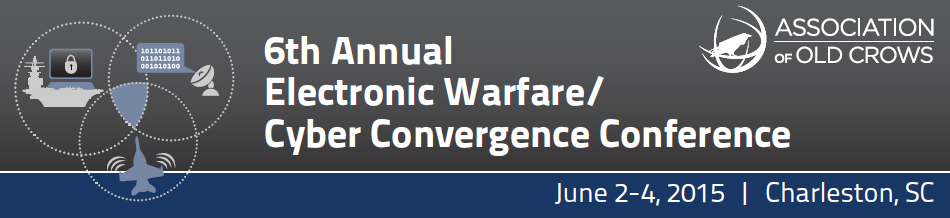 101101011
011011010
001010100
6th Annual
Electronic Warfare/
Cyber Convergence Conference
ASSOCIATION
OF OLD CROWS
June 2-4, 2015 | Charleston, SC